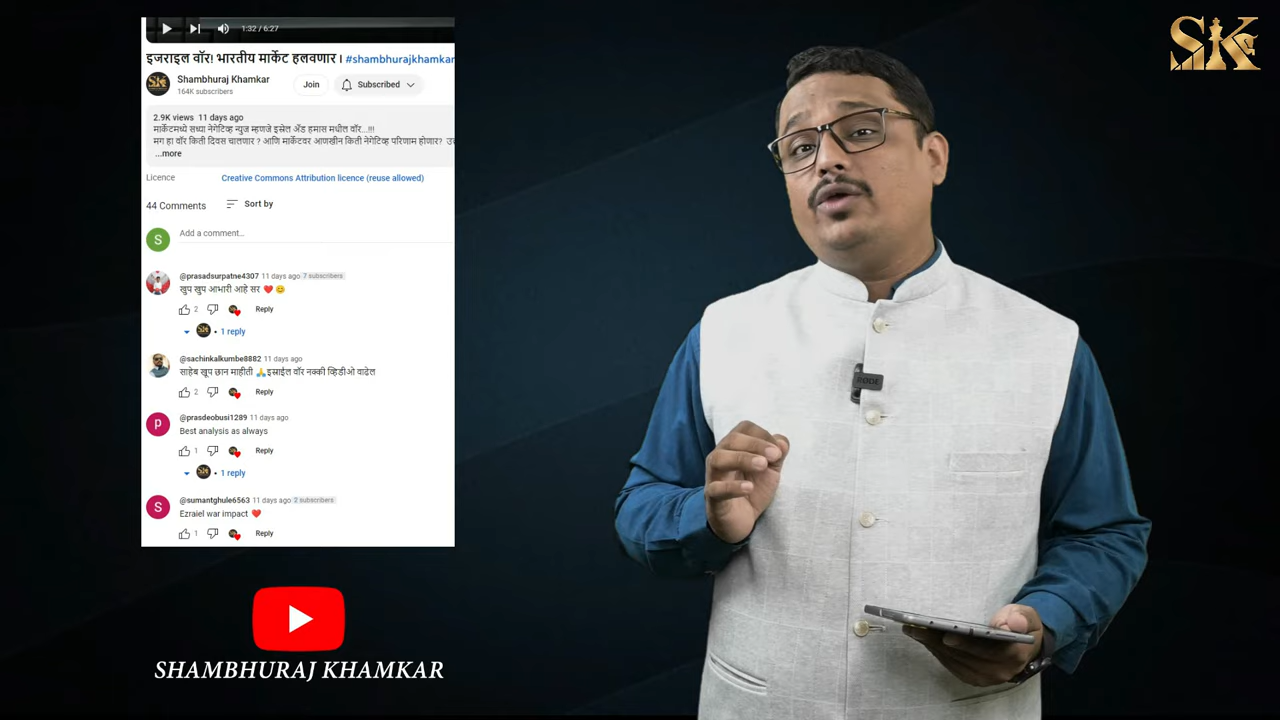 1:32 / 6:27
SK
इजराइल वॉर! भारतीय मार्केट हलवणार । #shambhurajkhamkar
Shambhuraj Khamkar
164K subscribers
Join
Subscribed
2.9K views 11 days ago
मार्केटमध्ये सध्या नेगेटिव्ह न्युज म्हणजे इस्रेल अँड हमास मधील वॉर...!!!
मग हा वॉर किती दिवस चालणार ? आणि मार्केटवर आणखीन किती नेगेटिव्ह परिणाम होणार?
...more
Licence Creative Commons Attribution licence (reuse allowed)
44 Comments Sort by
S
Add a comment...
@prasadsurpatne4307 11 days ago 7 subscribers
खुप खुप आभारी आहे सर ❤️ 😊
2 Reply
1 reply
@sachinkalkumbe8882 11 days ago
साहेब खूप छान माहीती 🙏इस्राईल वॉर नक्की व्हिडीओ वाढेल
2 Reply
P
@prasdeobusi1289 11 days ago
Best analysis as always
1 Reply
1 reply
S
@sumantghule6563 11 days ago 2 subscribers
Ezraiel war impact ❤️
1 Reply
RODE
SHAMBHURAJ KHAMKAR